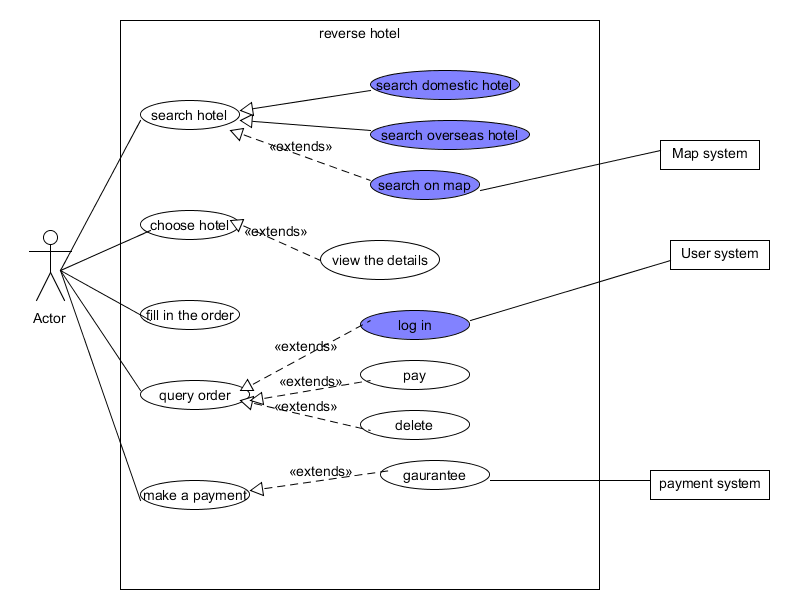 reverse hotel
search domestic hotel
search hotel
search overseas hotel
«extends»
Map system
search on map
choose hotel
«extends»
User system
view the details
Actor
fill in the order
log in
«extends»
pay
«extends»
query order
«extends»
delete
«extends»
gaurantee
payment system
make a payment